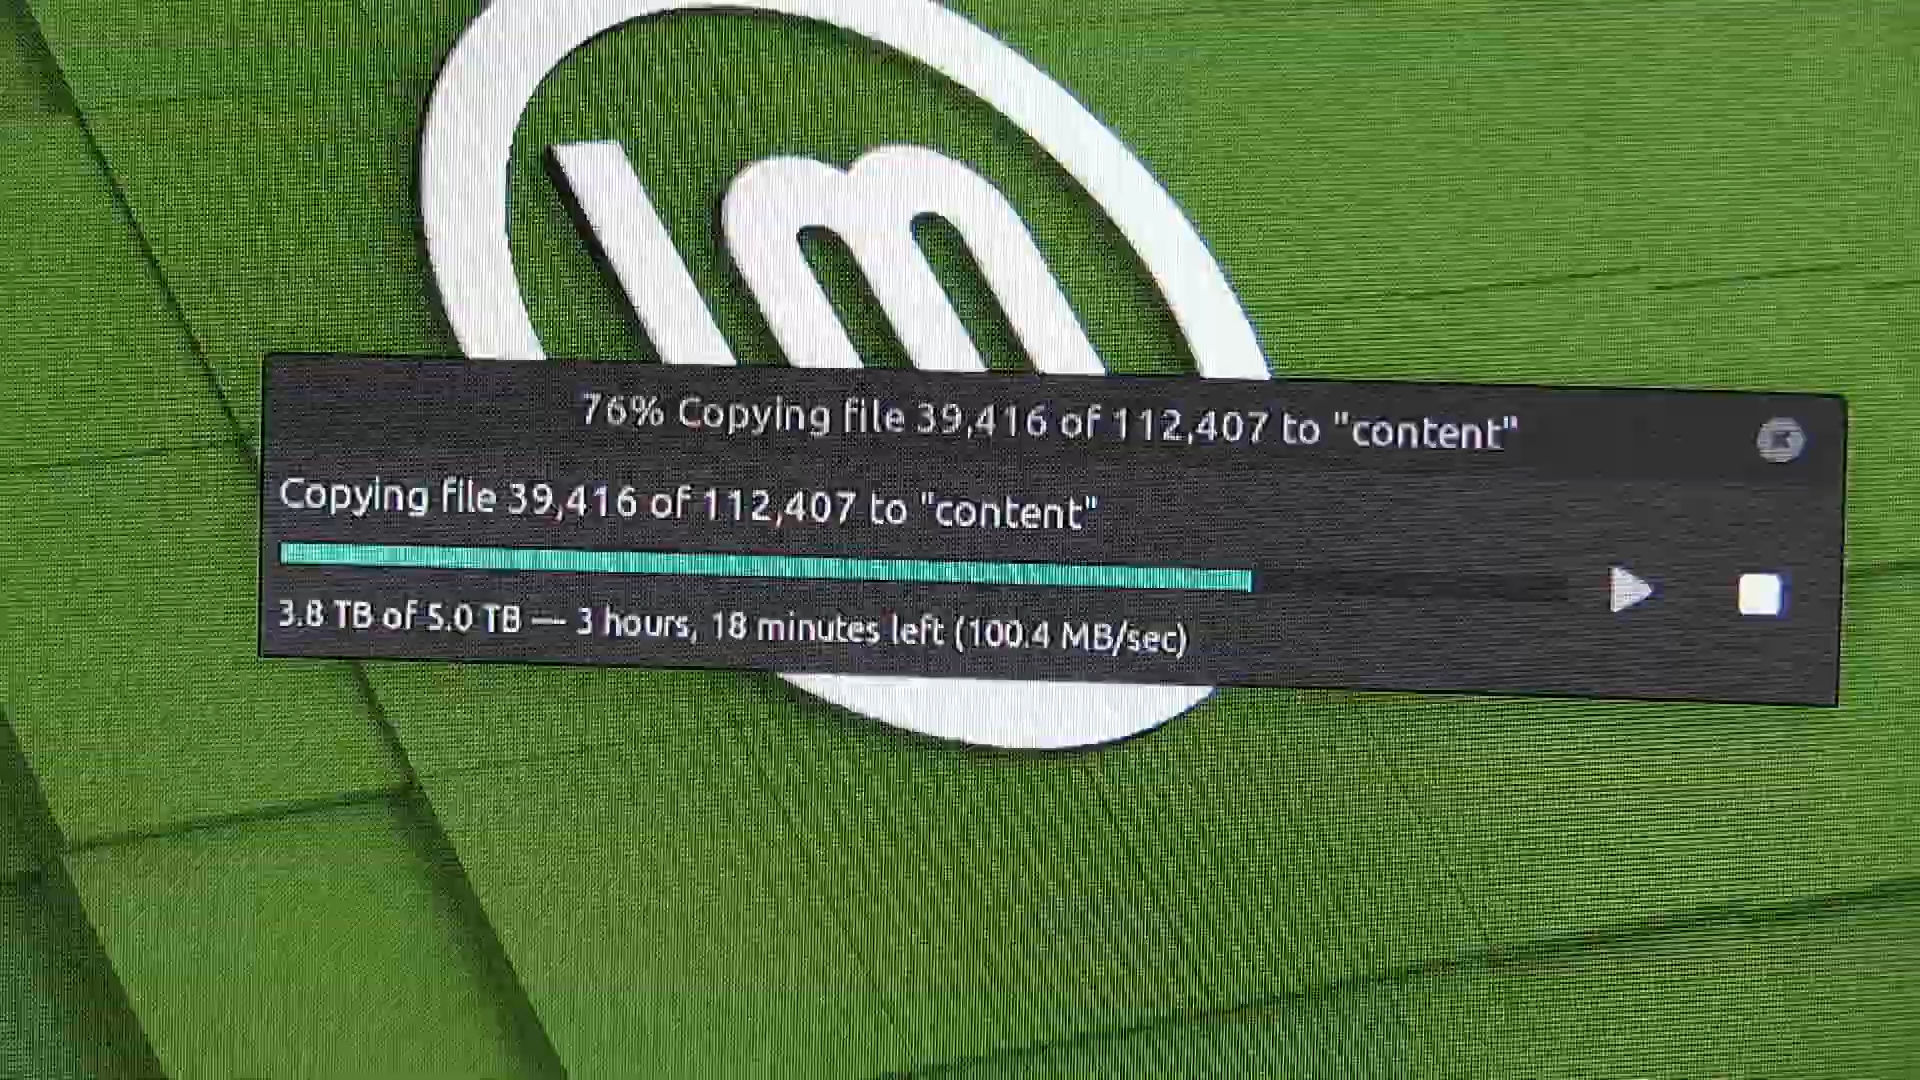 76% Copying file 39,416 of 112,407 to "content"
Copying file 39,416 of 112,407 to "content"
3.8 TB of 5.0 TB — 3 hours, 18 minutes left (100.4 MB/sec)